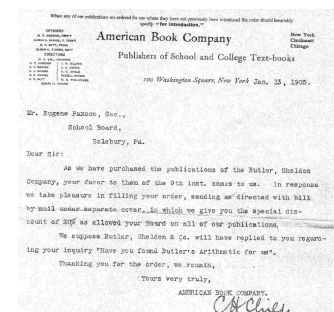 When any of our publications are ordered for use where they have not previously been introduced the order should invariably
specify "for introduction."
OFFICERS
DIRECTORS
American Book Company
New York
Cincinnati
Chicago
Publishers of School and College Text-books
100 Washington Square, New York Jan. 13, 1905.
Mr. Eugene Paxson, Sec.,
School Board,
Solebury, Pa.
Dear Sir:
As we have purchased the publications of the Butler, Sheldon
Company, your favor to them of the 9th inst. comes to us. In response
we take pleasure in filling your order, sending as directed with bill
by mail under separate cover, in which we give you the special dis-
count of 20% as allowed your Board on all of our publications.
We suppose Butler, Sheldon & Co. will have replied to you regard-
ing your inquiry "Have you found Butler's Arithmetic for us".
Thanking you for the order, we remain,
Yours very truly,
AMERICAN BOOK COMPANY.